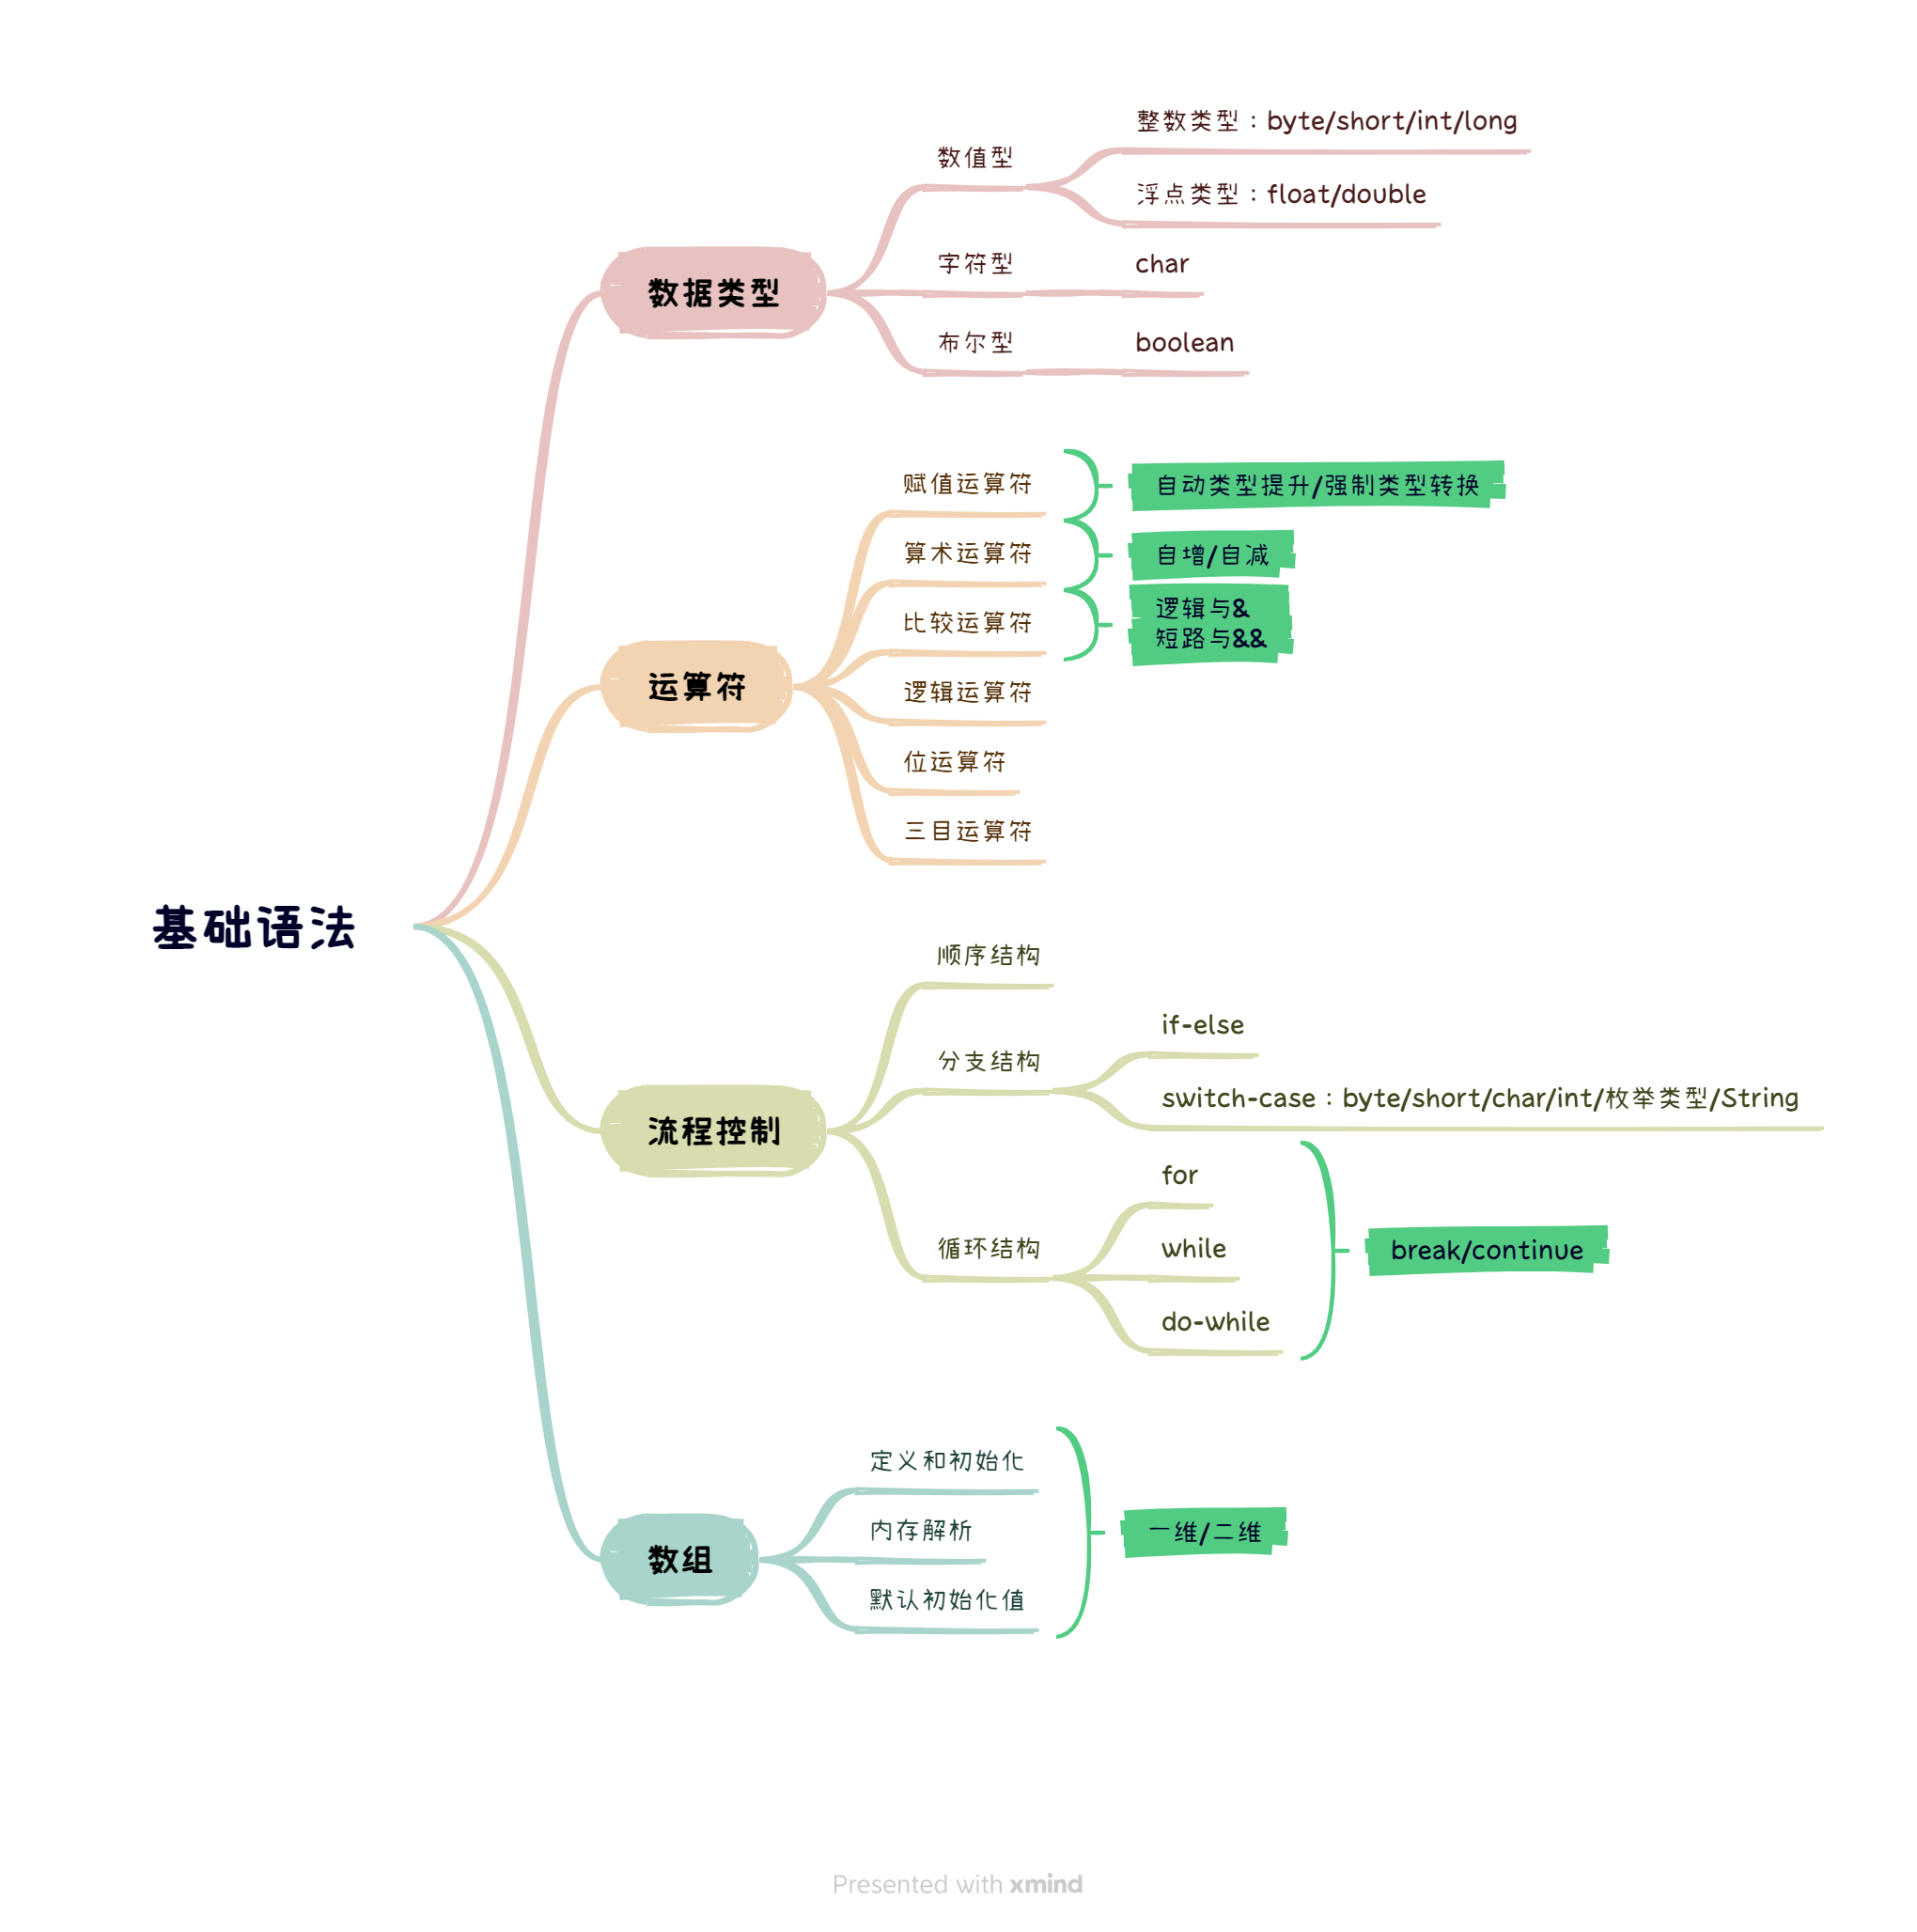 基础语法
数据类型
数值型
整数类型：byte/short/int/long
浮点类型：float/double
字符型
char
布尔型
boolean
运算符
赋值运算符
自动类型提升/强制类型转换
算术运算符
自增/自减
比较运算符
逻辑与&
短路与&&
逻辑运算符
位运算符
三目运算符
流程控制
顺序结构
分支结构
if-else
switch-case：byte/short/char/int/枚举类型/String
循环结构
for
while
do-while
break/continue
数组
定义和初始化
内存解析
默认初始化值
一维/二维
Presented with xmind